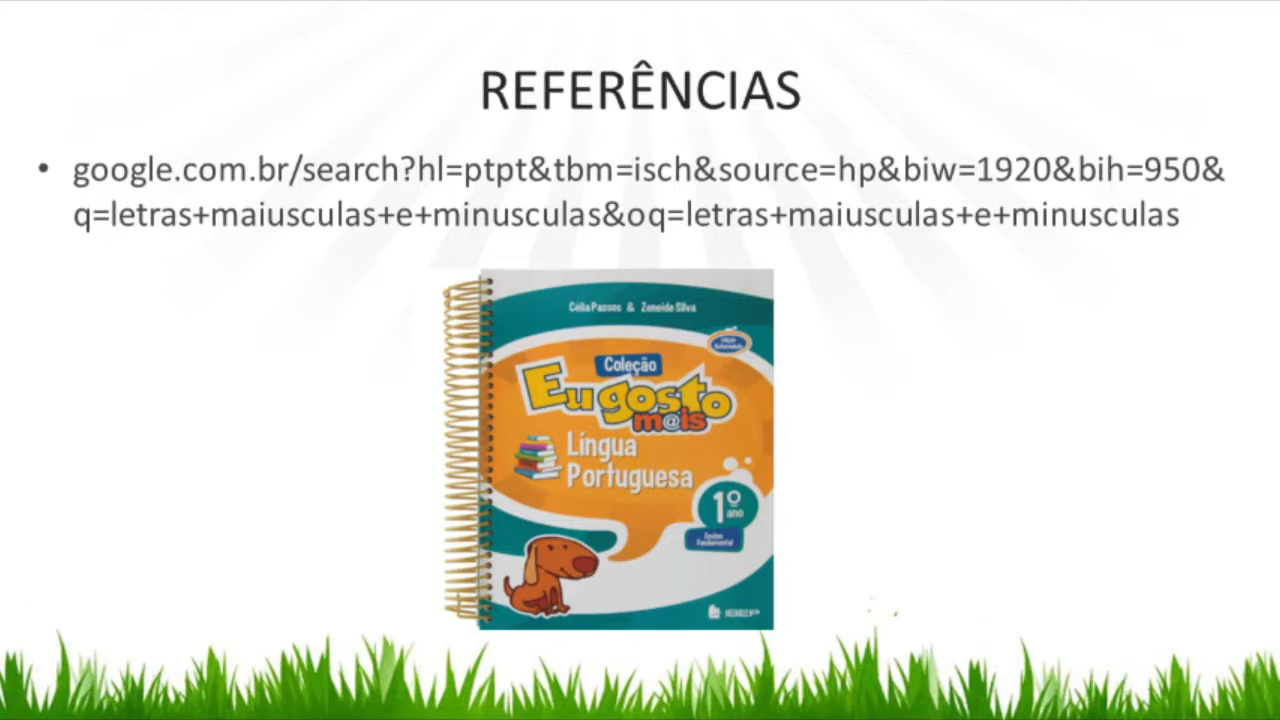 REFERÊNCIAS
• google.com.br/search?hl=ptpt&tbm=isch&source=hp&biw=1920&bih=950&
q=letras+maiusculas+e+minusculas&oq=letras+maiusculas+e+minusculas
Célia Passos & Zeneide Silva
Coleção
Eu gosto
m@is
Língua
Portuguesa
1º
ano
Ensino
Fundamental
IBEP